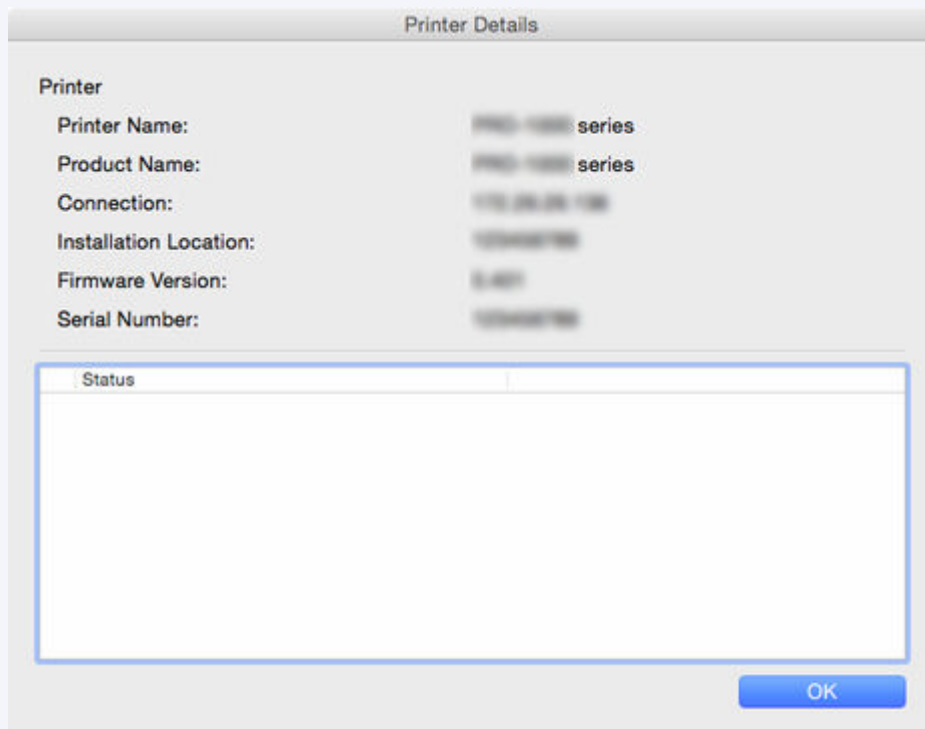 Printer Details
Printer
Printer Name: series
Product Name: series
Connection:
Installation Location:
Firmware Version:
Serial Number:
Status
OK